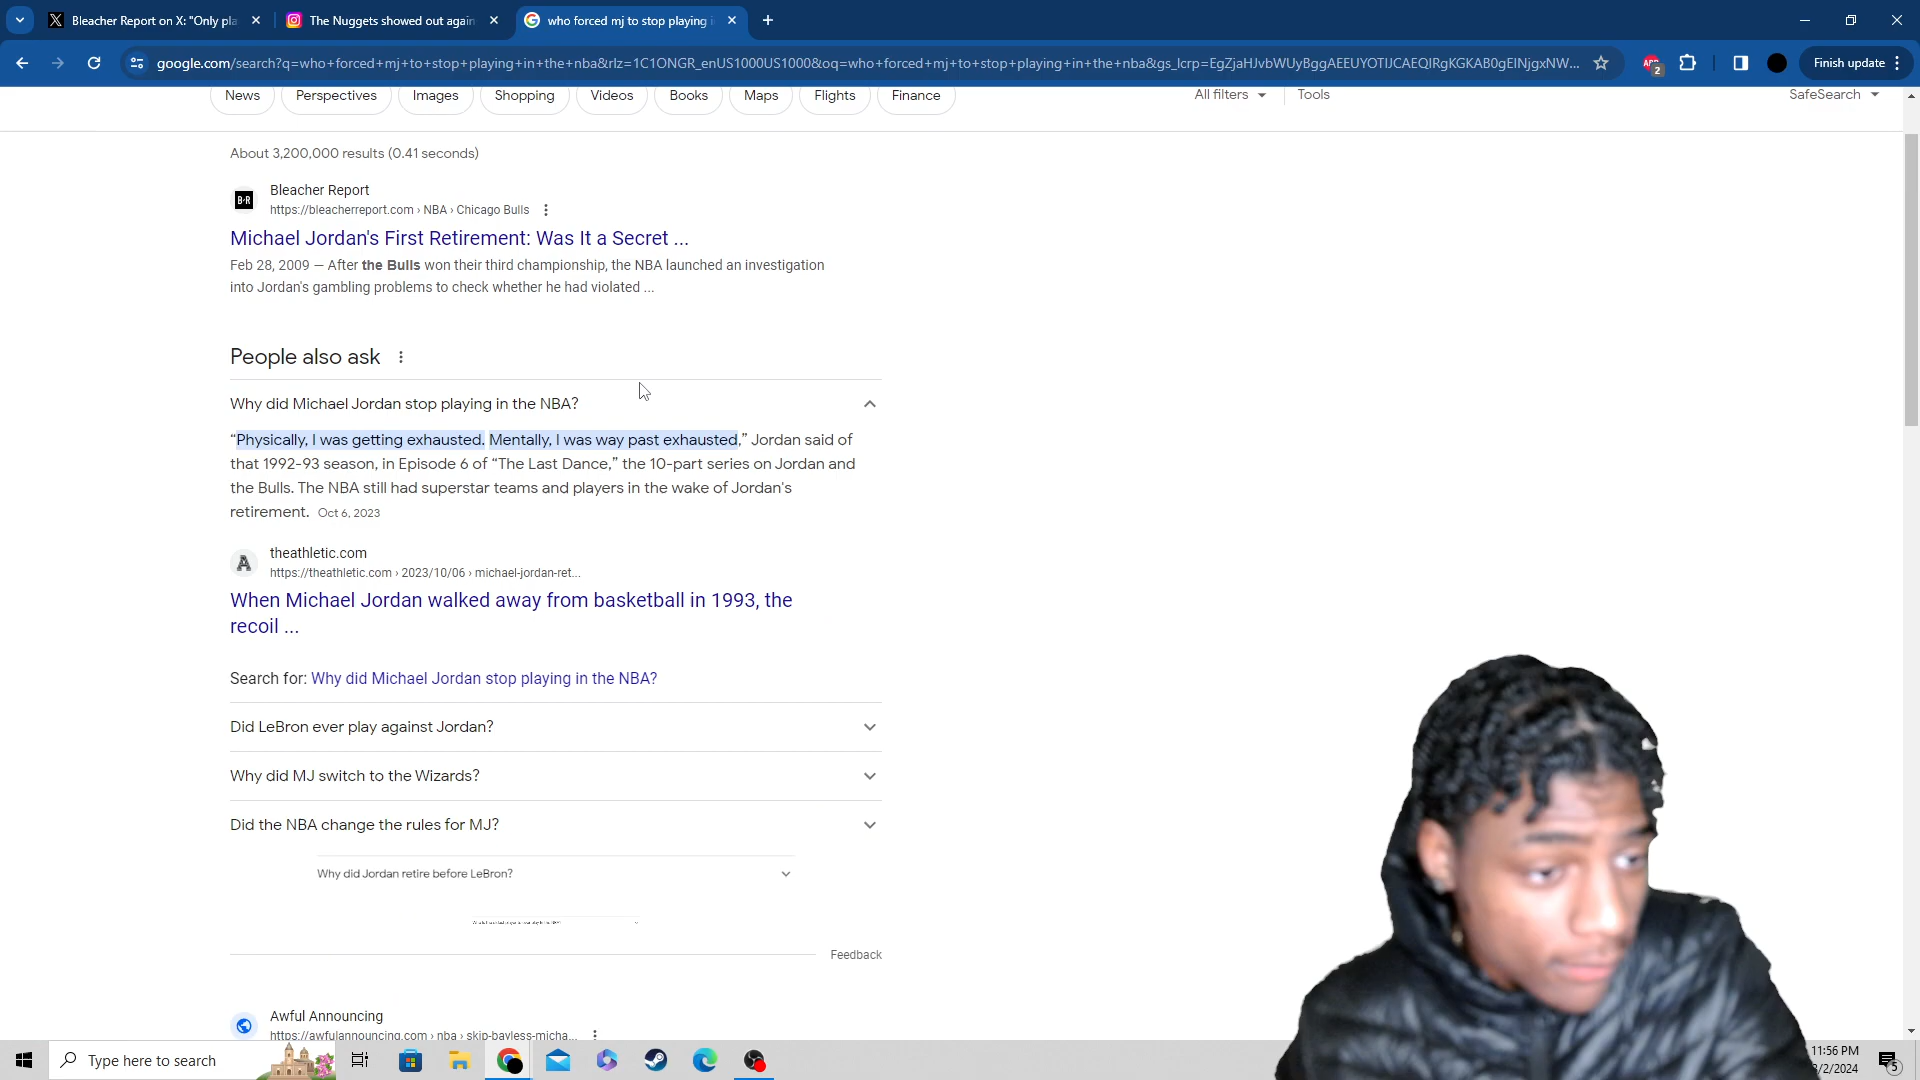 Bleacher Report on X: "Only pla
The Nuggets showed out again
who forced mj to stop playing i
google.com/search?q=who+forced+mj+to+stop+playing+in+the+nba&rlz=1C1ONGR_enUS1000US1000&oq=who+forced+mj+to+stop+playing+in+the+nba&gs_lcrp=EgZjaHJvbWUyBggAEEUYOTIJCAEQIRgKGKAB0gEINjgxNW...
2
Finish update
News
Perspectives
Images
Shopping
Videos
Books
Maps
Flights
Finance
All filters
Tools
SafeSearch
About 3,200,000 results (0.41 seconds)
B·R
Bleacher Report
https://bleacherreport.com › NBA › Chicago Bulls
Michael Jordan's First Retirement: Was It a Secret ...
Feb 28, 2009 — After the Bulls won their third championship, the NBA launched an investigation
into Jordan's gambling problems to check whether he had violated ...
People also ask
Why did Michael Jordan stop playing in the NBA?
“Physically, I was getting exhausted. Mentally, I was way past exhausted,” Jordan said of
that 1992-93 season, in Episode 6 of “The Last Dance,” the 10-part series on Jordan and
the Bulls. The NBA still had superstar teams and players in the wake of Jordan's
retirement. Oct 6, 2023
A
theathletic.com
https://theathletic.com › 2023/10/06 › michael-jordan-ret...
When Michael Jordan walked away from basketball in 1993, the
recoil ...
Search for: Why did Michael Jordan stop playing in the NBA?
Did LeBron ever play against Jordan?
Why did MJ switch to the Wizards?
Did the NBA change the rules for MJ?
Why did Jordan retire before LeBron?
Feedback
Awful Announcing
https://awfulannouncing.com › nba › skip-bayless-micha...
Type here to search
11:56 PM
/2/2024
5